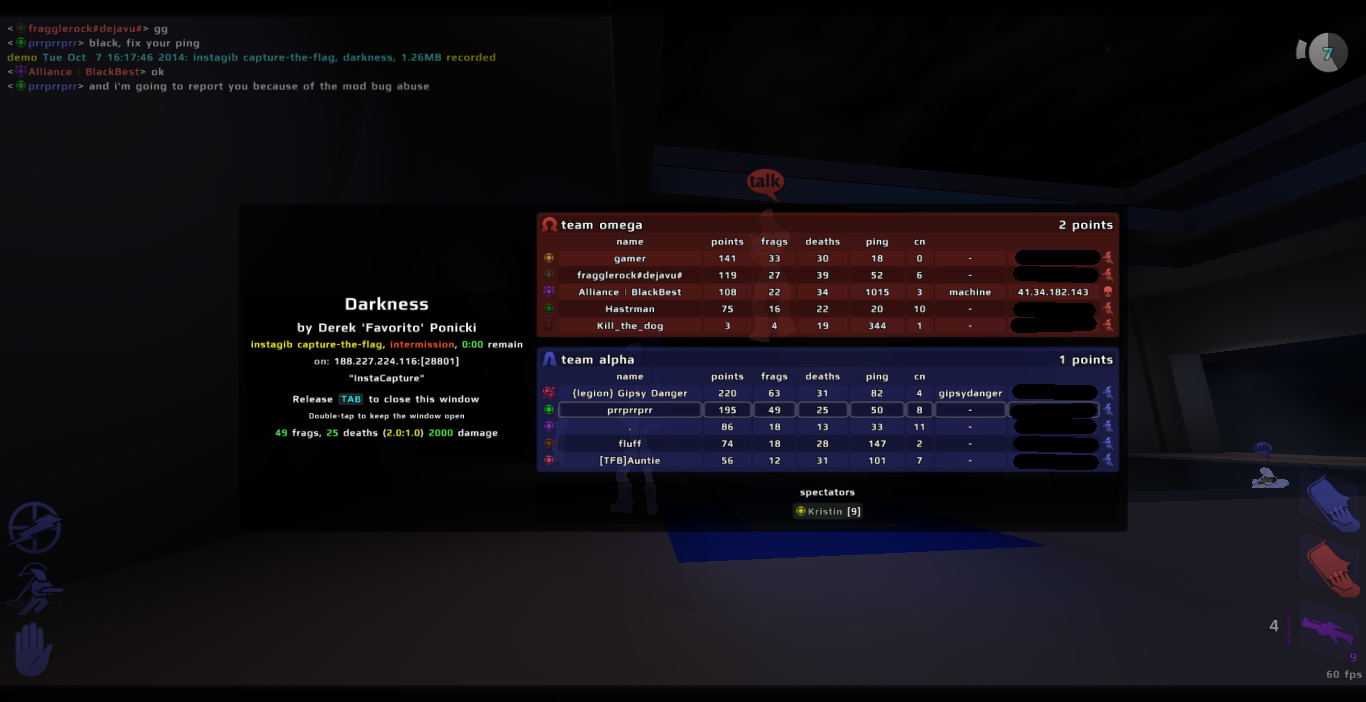 <fragglerock#dejavu#> gg
<prrprrprr> black, fix your ping
demo Tue Oct 7 16:17:46 2014: instagib capture-the-flag, darkness, 1.26MB recorded
<Alliance | BlackBest> ok
<prrprrprr> and i'm going to report you because of the mod bug abuse
7
talk
Darkness
by Derek 'Favorito' Ponicki
instagib capture-the-flag, intermission, 0:00 remain
on: 188.227.224.116:[28801]
"InstaCapture"
Release TAB to close this window
Double-tap to keep the window open
49 frags, 25 deaths (2.0:1.0) 2000 damage
team omega 2 points
name points frags deaths ping cn
gamer 141 33 30 18 0 -
fragglerock#dejavu# 119 27 39 52 6 -
Alliance | BlackBest 108 22 34 1015 3 machine 41.34.182.143
Hastrman 75 16 22 20 10 -
Kill_the_dog 3 4 19 344 1 -
team alpha 1 points
name points frags deaths ping cn
{legion} Gipsy Danger 220 63 31 82 4 gipsydanger
prrprrprr 195 49 25 50 8 -
. 86 18 13 33 11 -
fluff 74 18 28 147 2 -
[TFB]Auntie 56 12 31 101 7 -
spectators
Kristin [9]
talk
4
9
60 fps